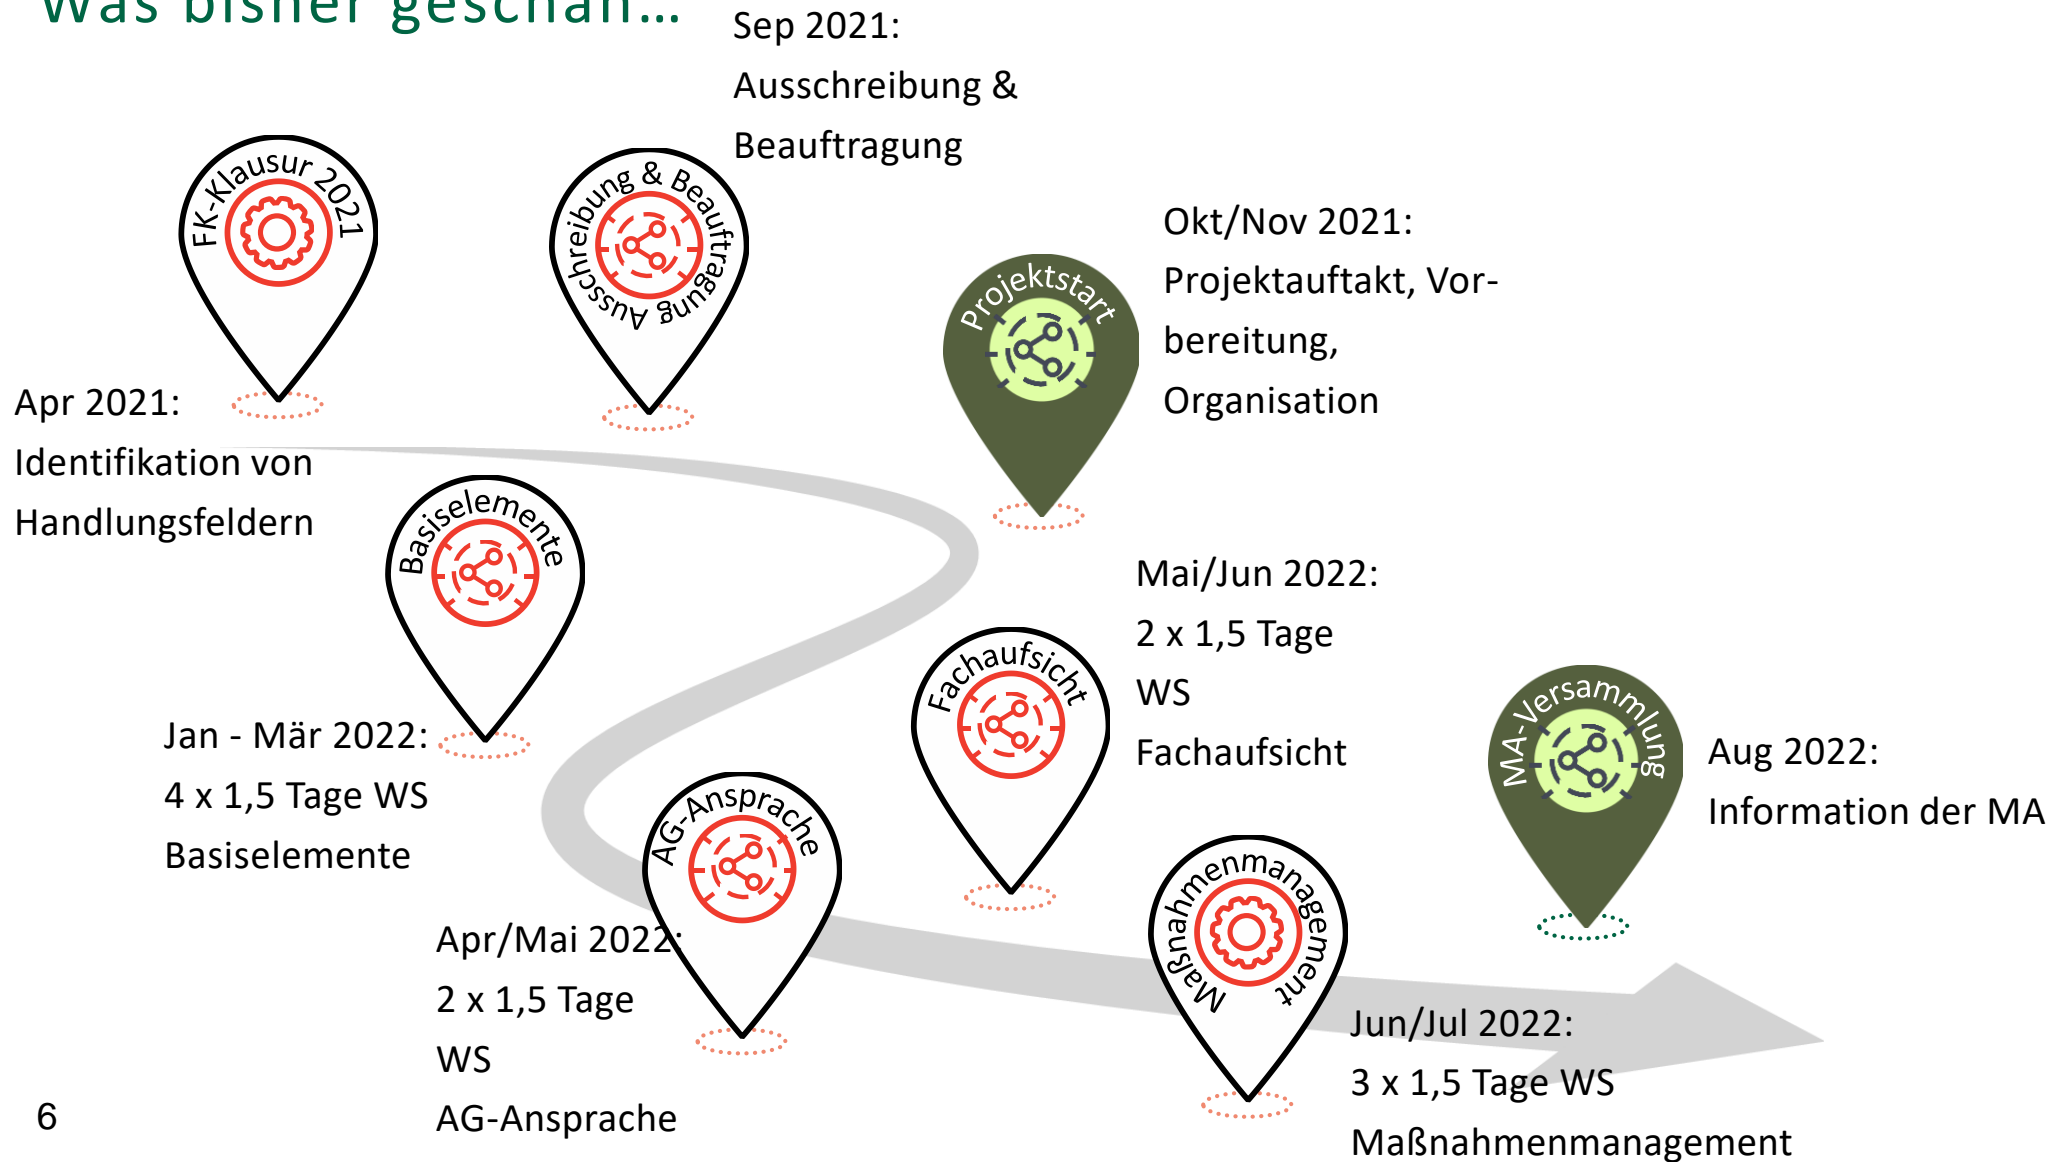 Was bisher geschah...
Sep 2021:
Ausschreibung &
Beauftragung
FK-Klausur 2021
Ausschreibung & Beauftragung
Projektstart
Okt/Nov 2021:
Projektauftakt, Vor-
bereitung,
Organisation
Apr 2021:
Identifikation von
Handlungsfeldern
Basiselemente
Jan - Mär 2022:
4 x 1,5 Tage WS
Basiselemente
Fachaufsicht
Mai/Jun 2022:
2 x 1,5 Tage
WS
Fachaufsicht
MA-Versammlung
Aug 2022:
Information der MA
AG-Ansprache
Apr/Mai 2022:
2 x 1,5 Tage
WS
AG-Ansprache
Maßnahmenmanagement
Jun/Jul 2022:
3 x 1,5 Tage WS
Maßnahmenmanagement
6